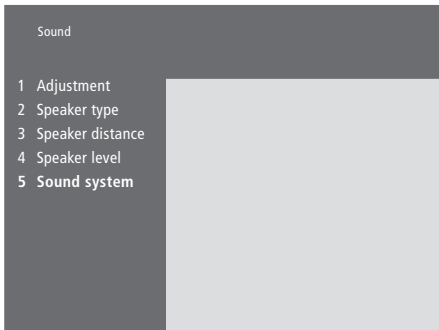 Sound
1 Adjustment
2 Speaker type
3 Speaker distance
4 Speaker level
5 Sound system